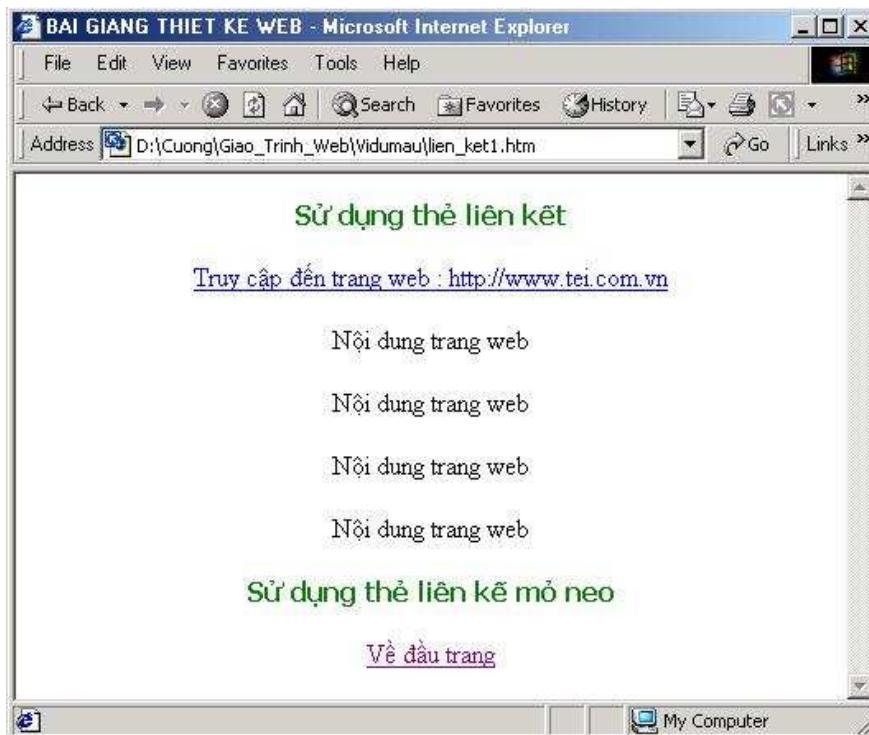 BAI GIANG THIET KE WEB - Microsoft Internet Explorer
File Edit View Favorites Tools Help
Back Search Favorites History
Address D:\Cuong\Giao_Trinh_Web\Vidumau\lien_ket1.htm Go Links
Sử dụng thẻ liên kết
Truy cập đến trang web : http://www.tei.com.vn
Nội dung trang web
Nội dung trang web
Nội dung trang web
Nội dung trang web
Sử dụng thẻ liên kế mỏ neo
Về đầu trang
My Computer